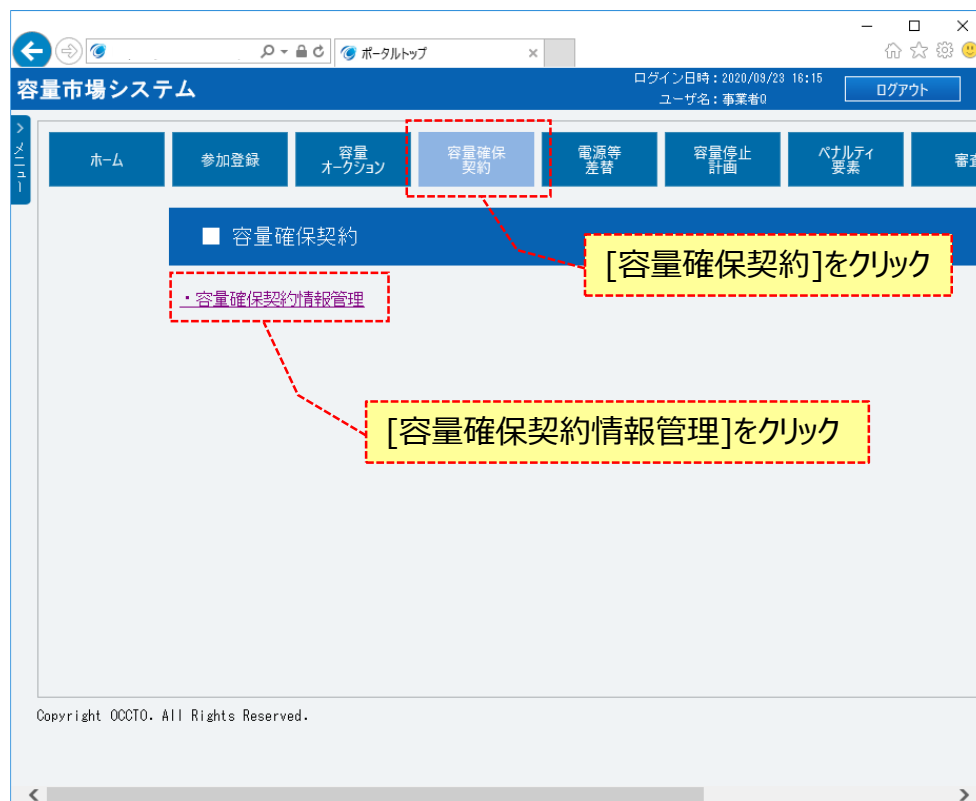 ポータルトップ
容量市場システム
ログイン日時：2020/09/23 16:15
ユーザ名：事業者Q
ログアウト
メニュー
ホーム
参加登録
容量
オークション
容量確保
契約
電源等
差替
容量停止
計画
ペナルティ
要素
審査
■ 容量確保契約
[容量確保契約]をクリック
・容量確保契約情報管理
[容量確保契約情報管理]をクリック
Copyright OCCTO. All Rights Reserved.